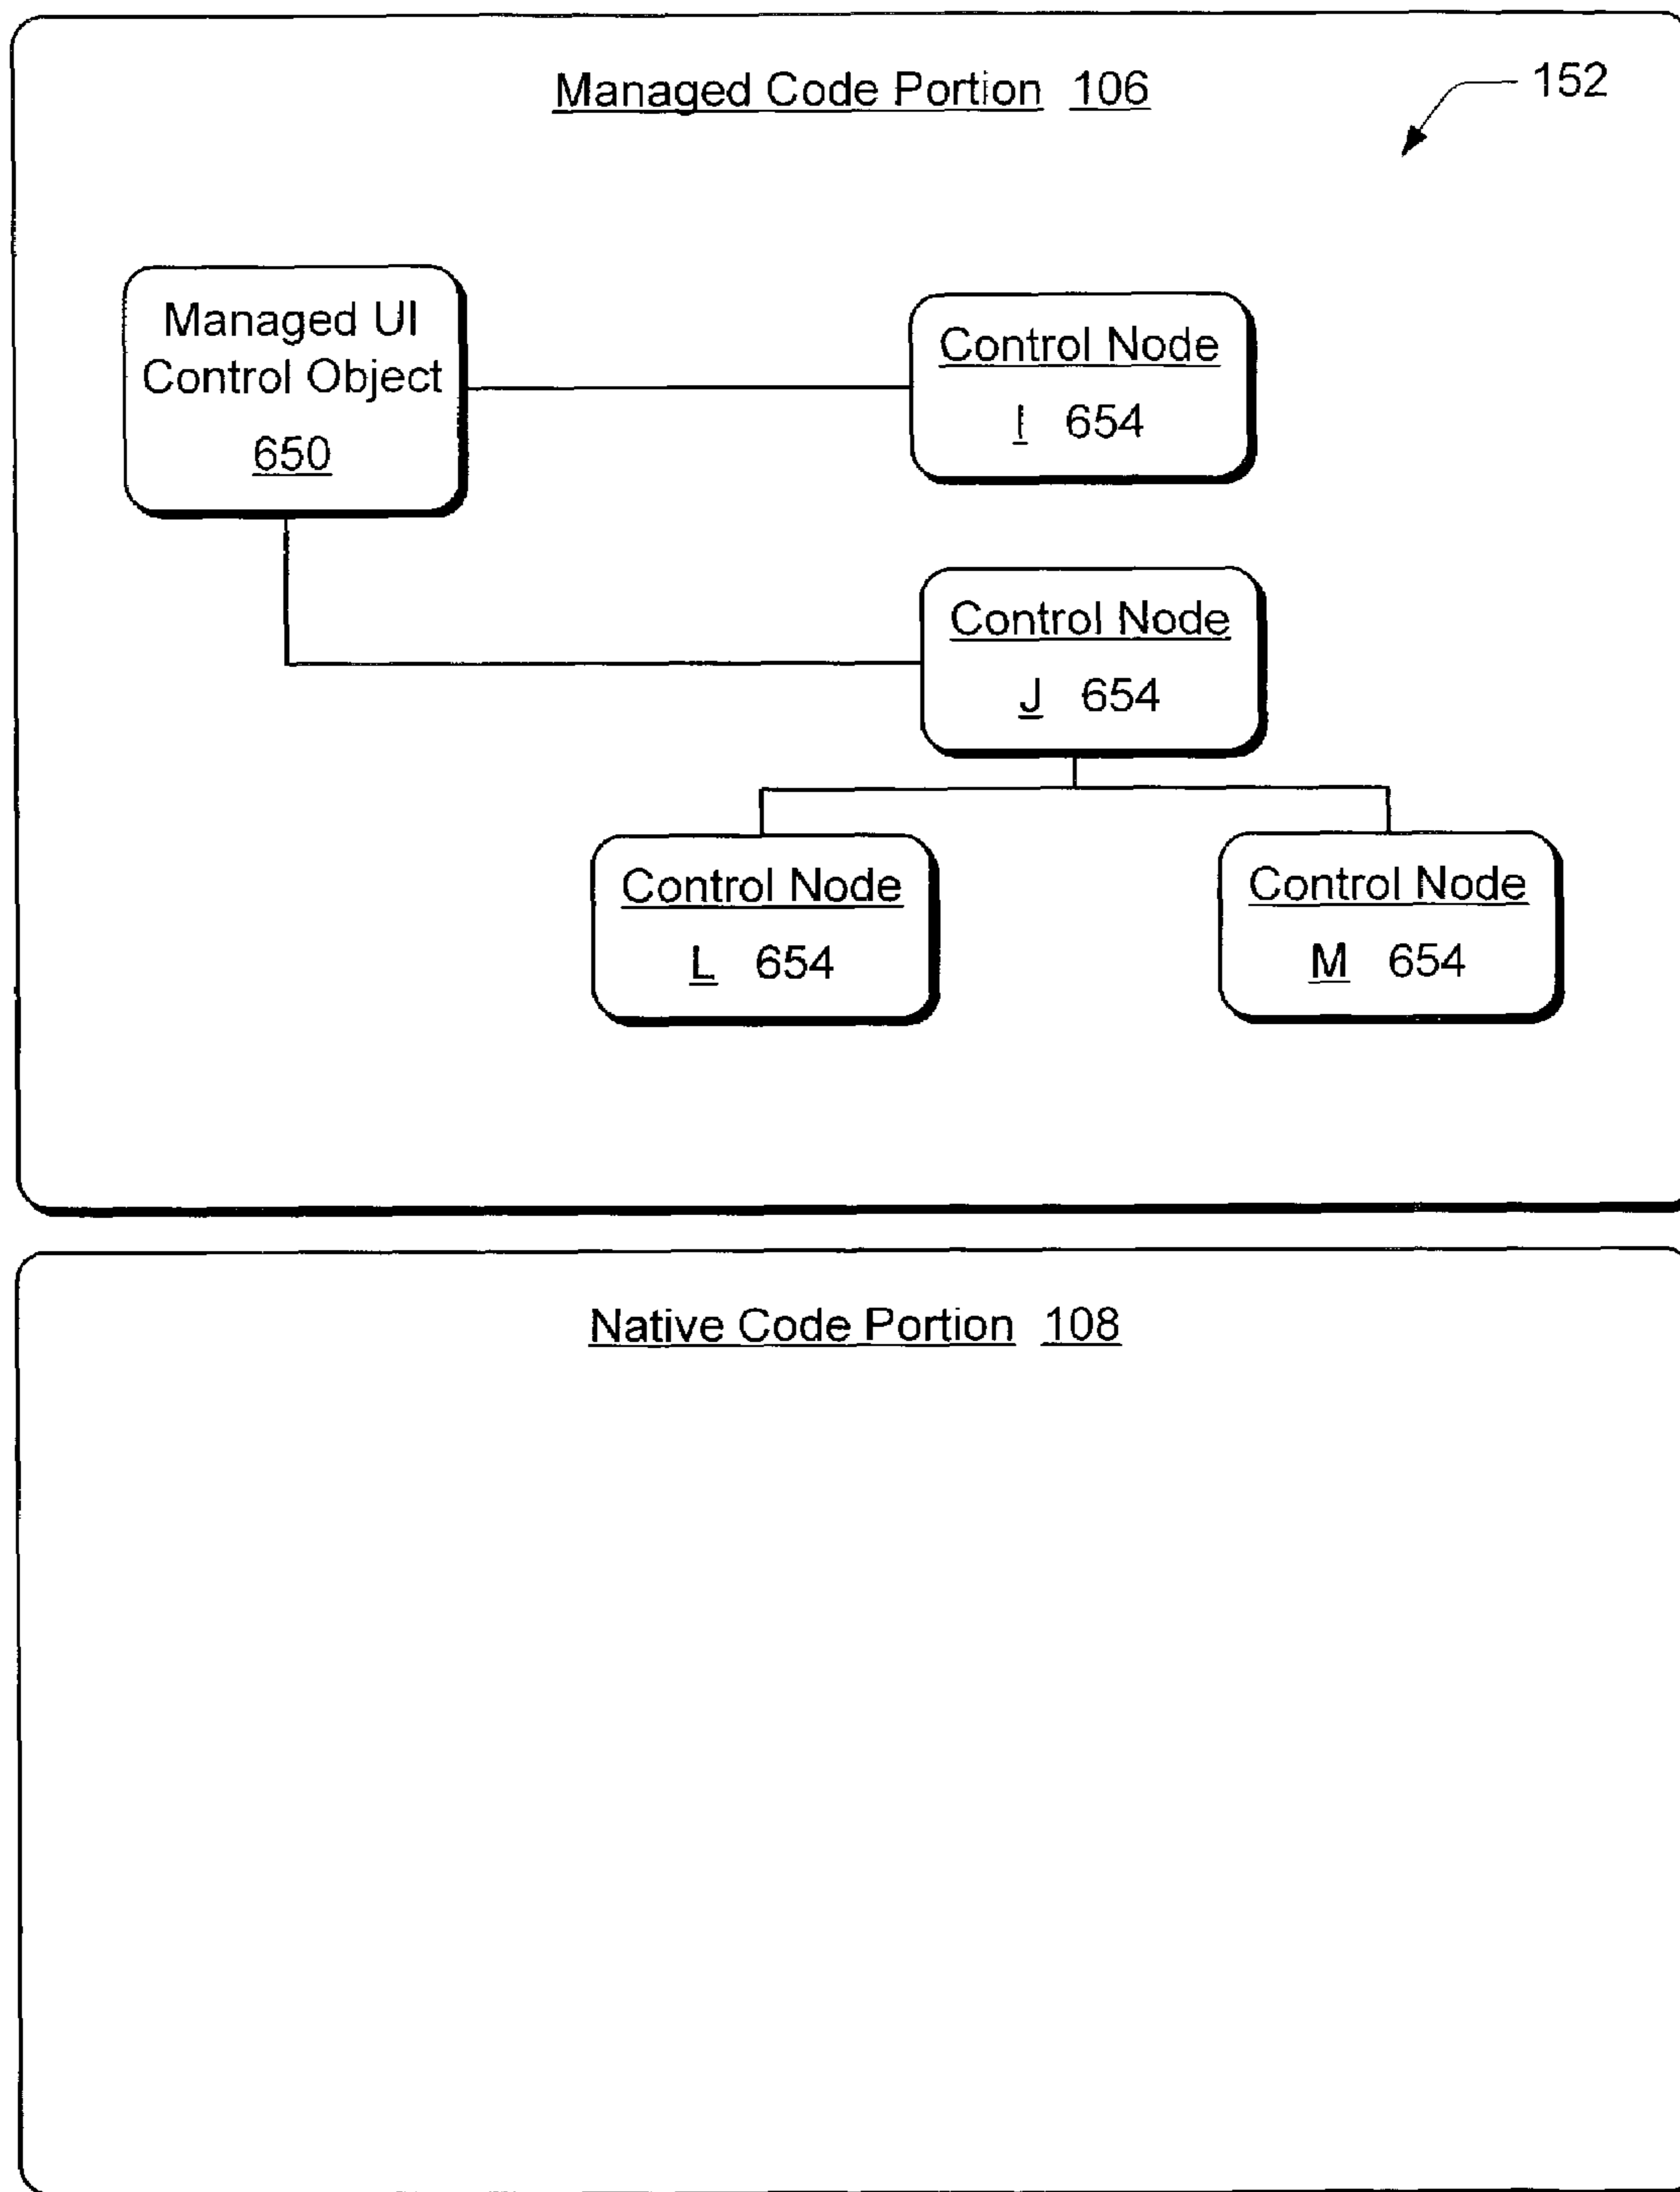 Managed Code Portion 106
152
Managed UI
Control Object
650
Control Node
I 654
Control Node
J 654
Control Node
L 654
Control Node
M 654
Native Code Portion 108